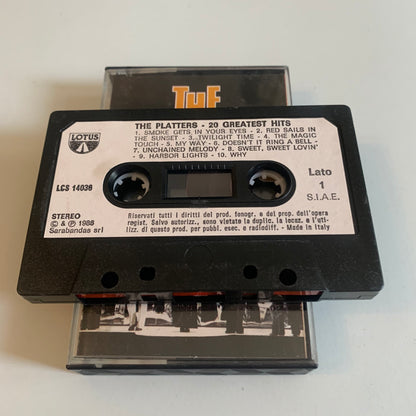 THE
LOTUS
THE PLATTERS - 20 GREATEST HITS
1. SMOKE GETS IN YOUR EYES - 2. RED SAILS IN
THE SUNSET - 3. TWILIGHT TIME - 4. THE MAGIC
TOUCH - 5. MY WAY - 6. DOESN'T IT RING A BELL -
7. UNCHAINED MELODY - 8. SWEET, SWEET LOVIN'
- 9. HARBOR LIGHTS - 10. WHY
LCS 14036
Lato
1
S.I.A.E.
STEREO
© & ℗ 1988
Sarabandas srl
Riservati tutti i diritti del prod. fonogr. e del prop. dell'opera
regist. Salvo autorizz., sono vietate la duplic. la locaz. e l'uti-
lizz. di questo prod. per pubbl. esec. e radiodiff. - Made in Italy